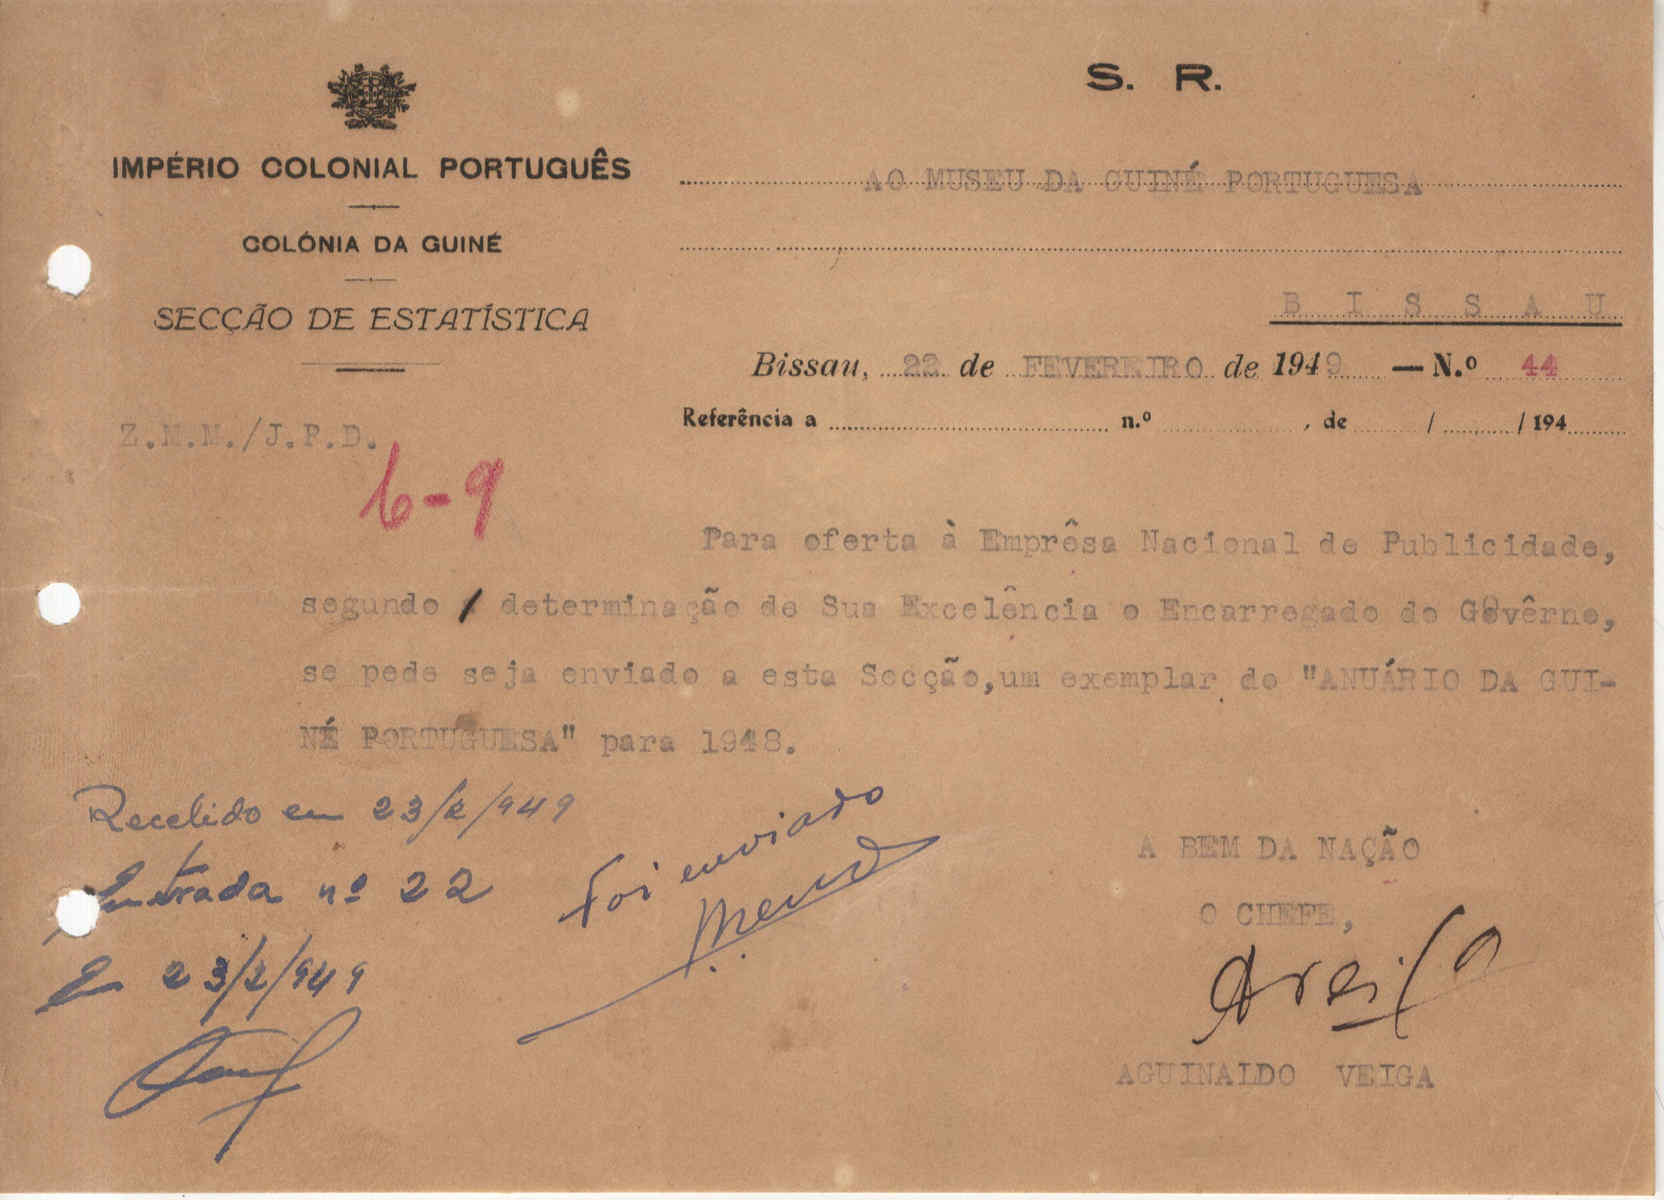 S. R.
IMPÉRIO COLONIAL PORTUGUÊS
COLÓNIA DA GUINÉ
SECÇÃO DE ESTATÍSTICA
AO MUSEU DA GUINÉ PORTUGUESA
BISSAU
Bissau, 22 de FEVEREIRO de 1949 — N.º 44
Referência a n.º , de / / 194
Z.M.M./J.P.D.
6-9
Para oferta à Emprêsa Nacional de Publicidade,
segundo determinação de Sua Excelência o Encarregado do Govêrno,
se pede seja enviado a esta Secção, um exemplar do "ANUÁRIO DA GUI-
NÉ PORTUGUESA" para 1948.
Recebido em 23/2/949
Entrada nº 22
Em 23/2/949
Foi enviado
A BEM DA NAÇÃO
O CHEFE,
AGUINALDO VEIGA